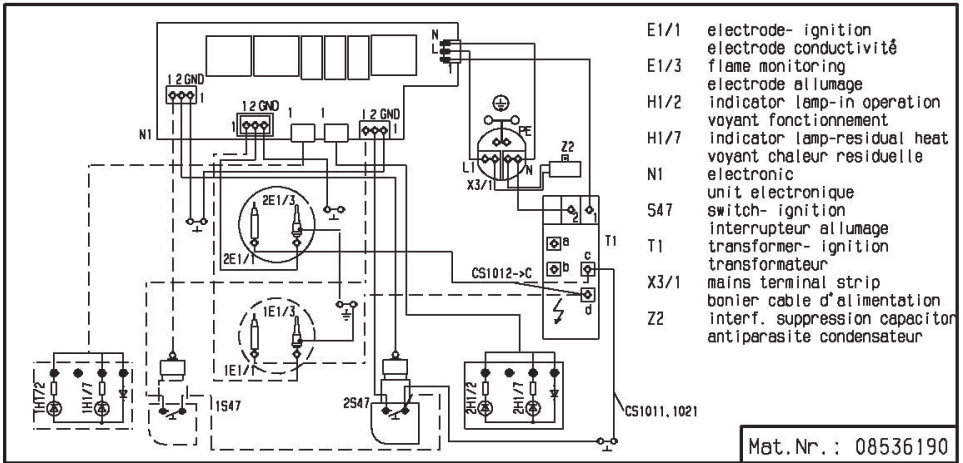 N
L
1
1 2 GND
1
1 2 GND
1
1
1
1 2 GND
1
N1
PE
L1
N
X3/1
Z2
2E1/3
2E1/1
2
1
T1
a
b
c
d
CS1012->C
1E1/3
1E1/1
1H1/2
1H1/7
1S47
2S47
2H1/2
2H1/7
CS1011,1021
E1/1 electrode- ignition
electrode conductivité
E1/3 flame monitoring
electrode allumage
H1/2 indicator lamp-in operation
voyant fonctionnement
H1/7 indicator lamp-residual heat
voyant chaleur residuelle
N1 electronic
unit electronique
S47 switch- ignition
interrupteur allumage
T1 transformer- ignition
transformateur
X3/1 mains terminal strip
bonier cable d'alimentation
Z2 interf. suppression capacitor
antiparasite condensateur
Mat.Nr.: 08536190